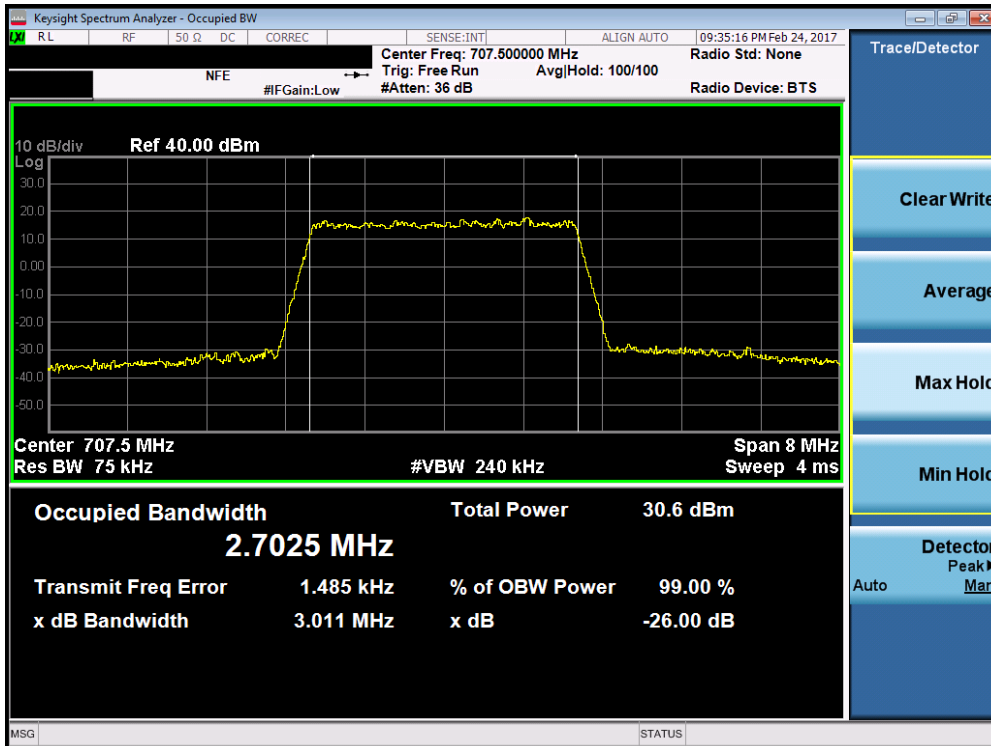 Keysight Spectrum Analyzer - Occupied BW
LXI RL RF 50 Ω DC CORREC SENSE:INT ALIGN AUTO 09:35:16 PM Feb 24, 2017
Center Freq: 707.500000 MHz Radio Std: None
NFE Trig: Free Run Avg|Hold: 100/100
#IFGain:Low #Atten: 36 dB Radio Device: BTS
10 dB/div Ref 40.00 dBm
Log
30.0
20.0
10.0
0.00
-10.0
-20.0
-30.0
-40.0
-50.0
Center 707.5 MHz Span 8 MHz
Res BW 75 kHz #VBW 240 kHz Sweep 4 ms
Occupied Bandwidth Total Power 30.6 dBm
2.7025 MHz
Transmit Freq Error 1.485 kHz % of OBW Power 99.00 %
x dB Bandwidth 3.011 MHz x dB -26.00 dB
MSG STATUS
Trace/Detector
Clear Write
Average
Max Hold
Min Hold
Detector
Peak
Auto Man